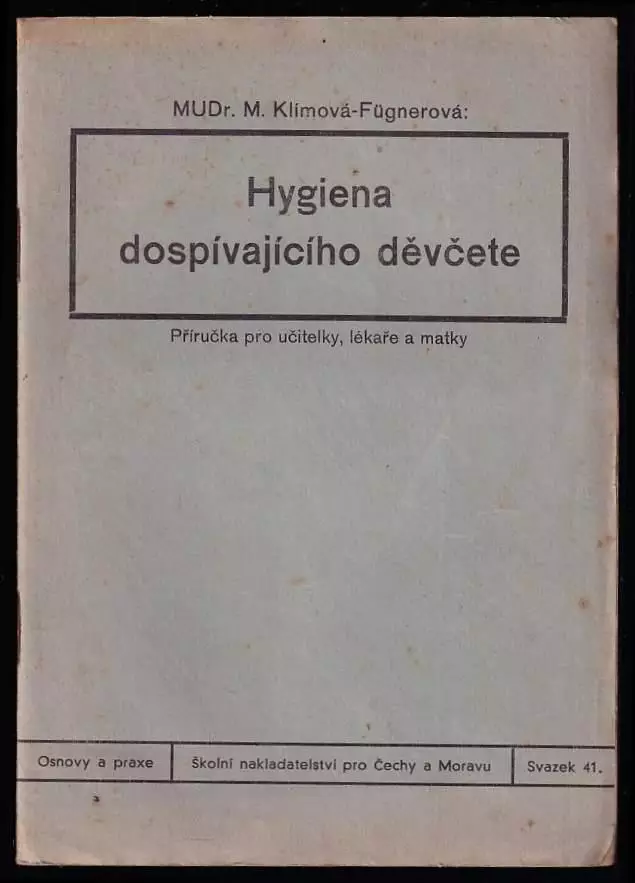 MUDr. M. Klímová-Fügnerová:
Hygiena
dospívajícího děvčete
Příručka pro učitelky, lékaře a matky
Osnovy a praxe
Školní nakladatelství pro Čechy a Moravu
Svazek 41.